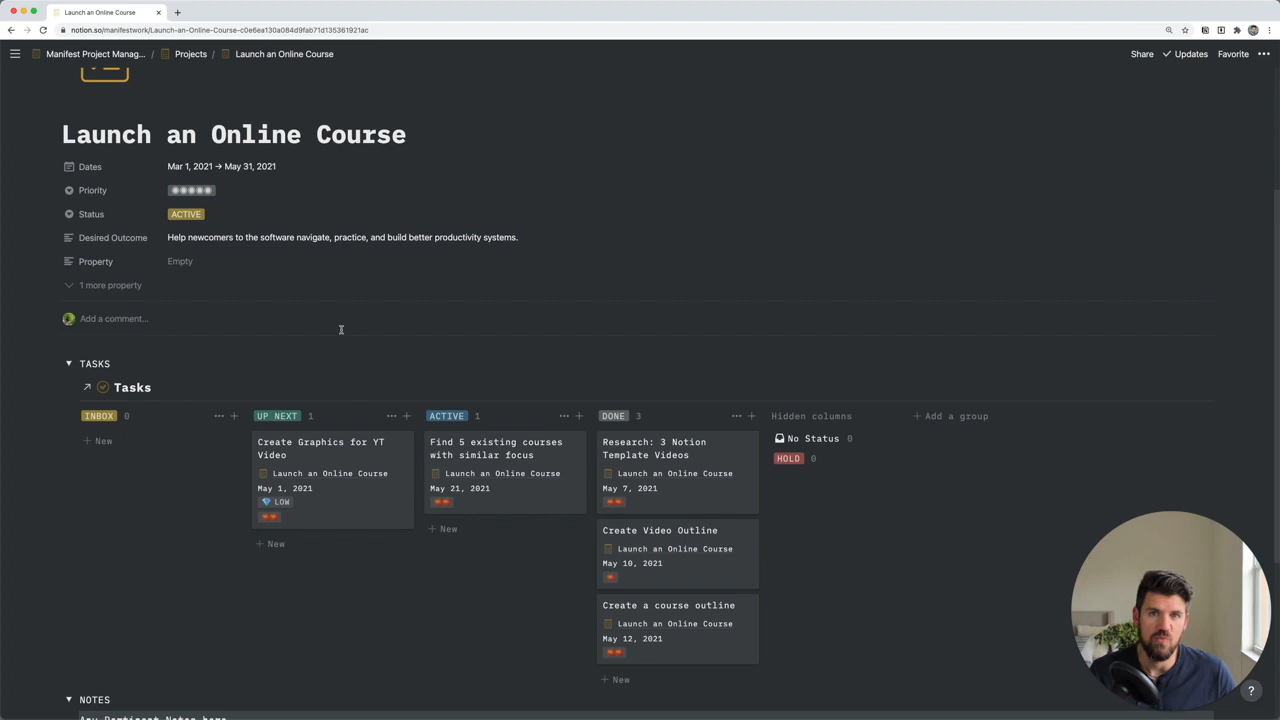 Launch an Online Course
notion.so/manifestwork/Launch-an-Online-Course-c0e6ea130a084d9fab71d135361921ac
Manifest Project Manag... / Projects / Launch an Online Course
Share Updates Favorite
Launch an Online Course
Dates Mar 1, 2021 → May 31, 2021
Priority
Status ACTIVE
Desired Outcome Help newcomers to the software navigate, practice, and build better productivity systems.
Property Empty
1 more property
Add a comment...
TASKS
Tasks
INBOX 0
+ New
UP NEXT 1
Create Graphics for YT
Video
Launch an Online Course
May 1, 2021
LOW
+ New
ACTIVE 1
Find 5 existing courses
with similar focus
Launch an Online Course
May 21, 2021
+ New
DONE 3
Research: 3 Notion
Template Videos
Launch an Online Course
May 7, 2021
Create Video Outline
Launch an Online Course
May 10, 2021
Create a course outline
Launch an Online Course
May 12, 2021
+ New
Hidden columns
No Status 0
HOLD 0
+ Add a group
NOTES
?